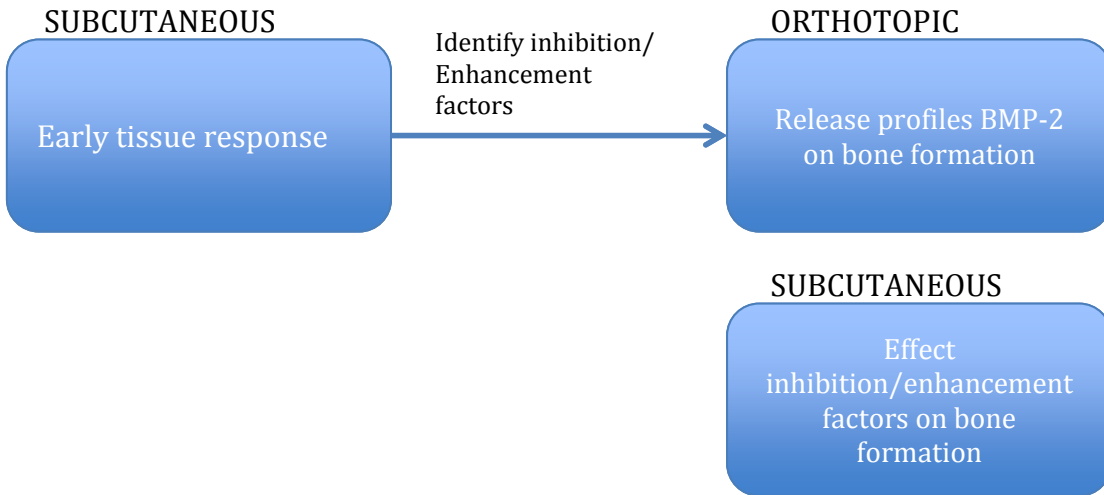 SUBCUTANEOUS
Early tissue response
Identify inhibition/
Enhancement
factors
ORTHOTOPIC
Release profiles BMP-2
on bone formation
SUBCUTANEOUS
Effect
inhibition/enhancement
factors on bone
formation